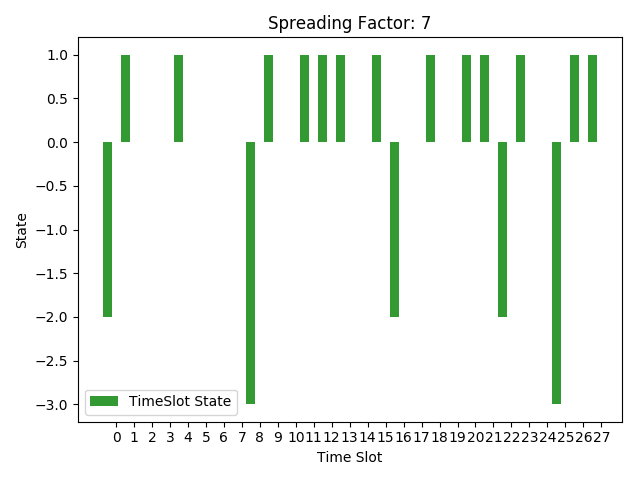 Spreading Factor: 7
1.0
0.5
0.0
−0.5
−1.0
−1.5
−2.0
−2.5
−3.0
State
TimeSlot State
0 1 2 3 4 5 6 7 8 9 10 11 12 13 14 15 16 17 18 19 20 21 22 23 24 25 26 27
Time Slot